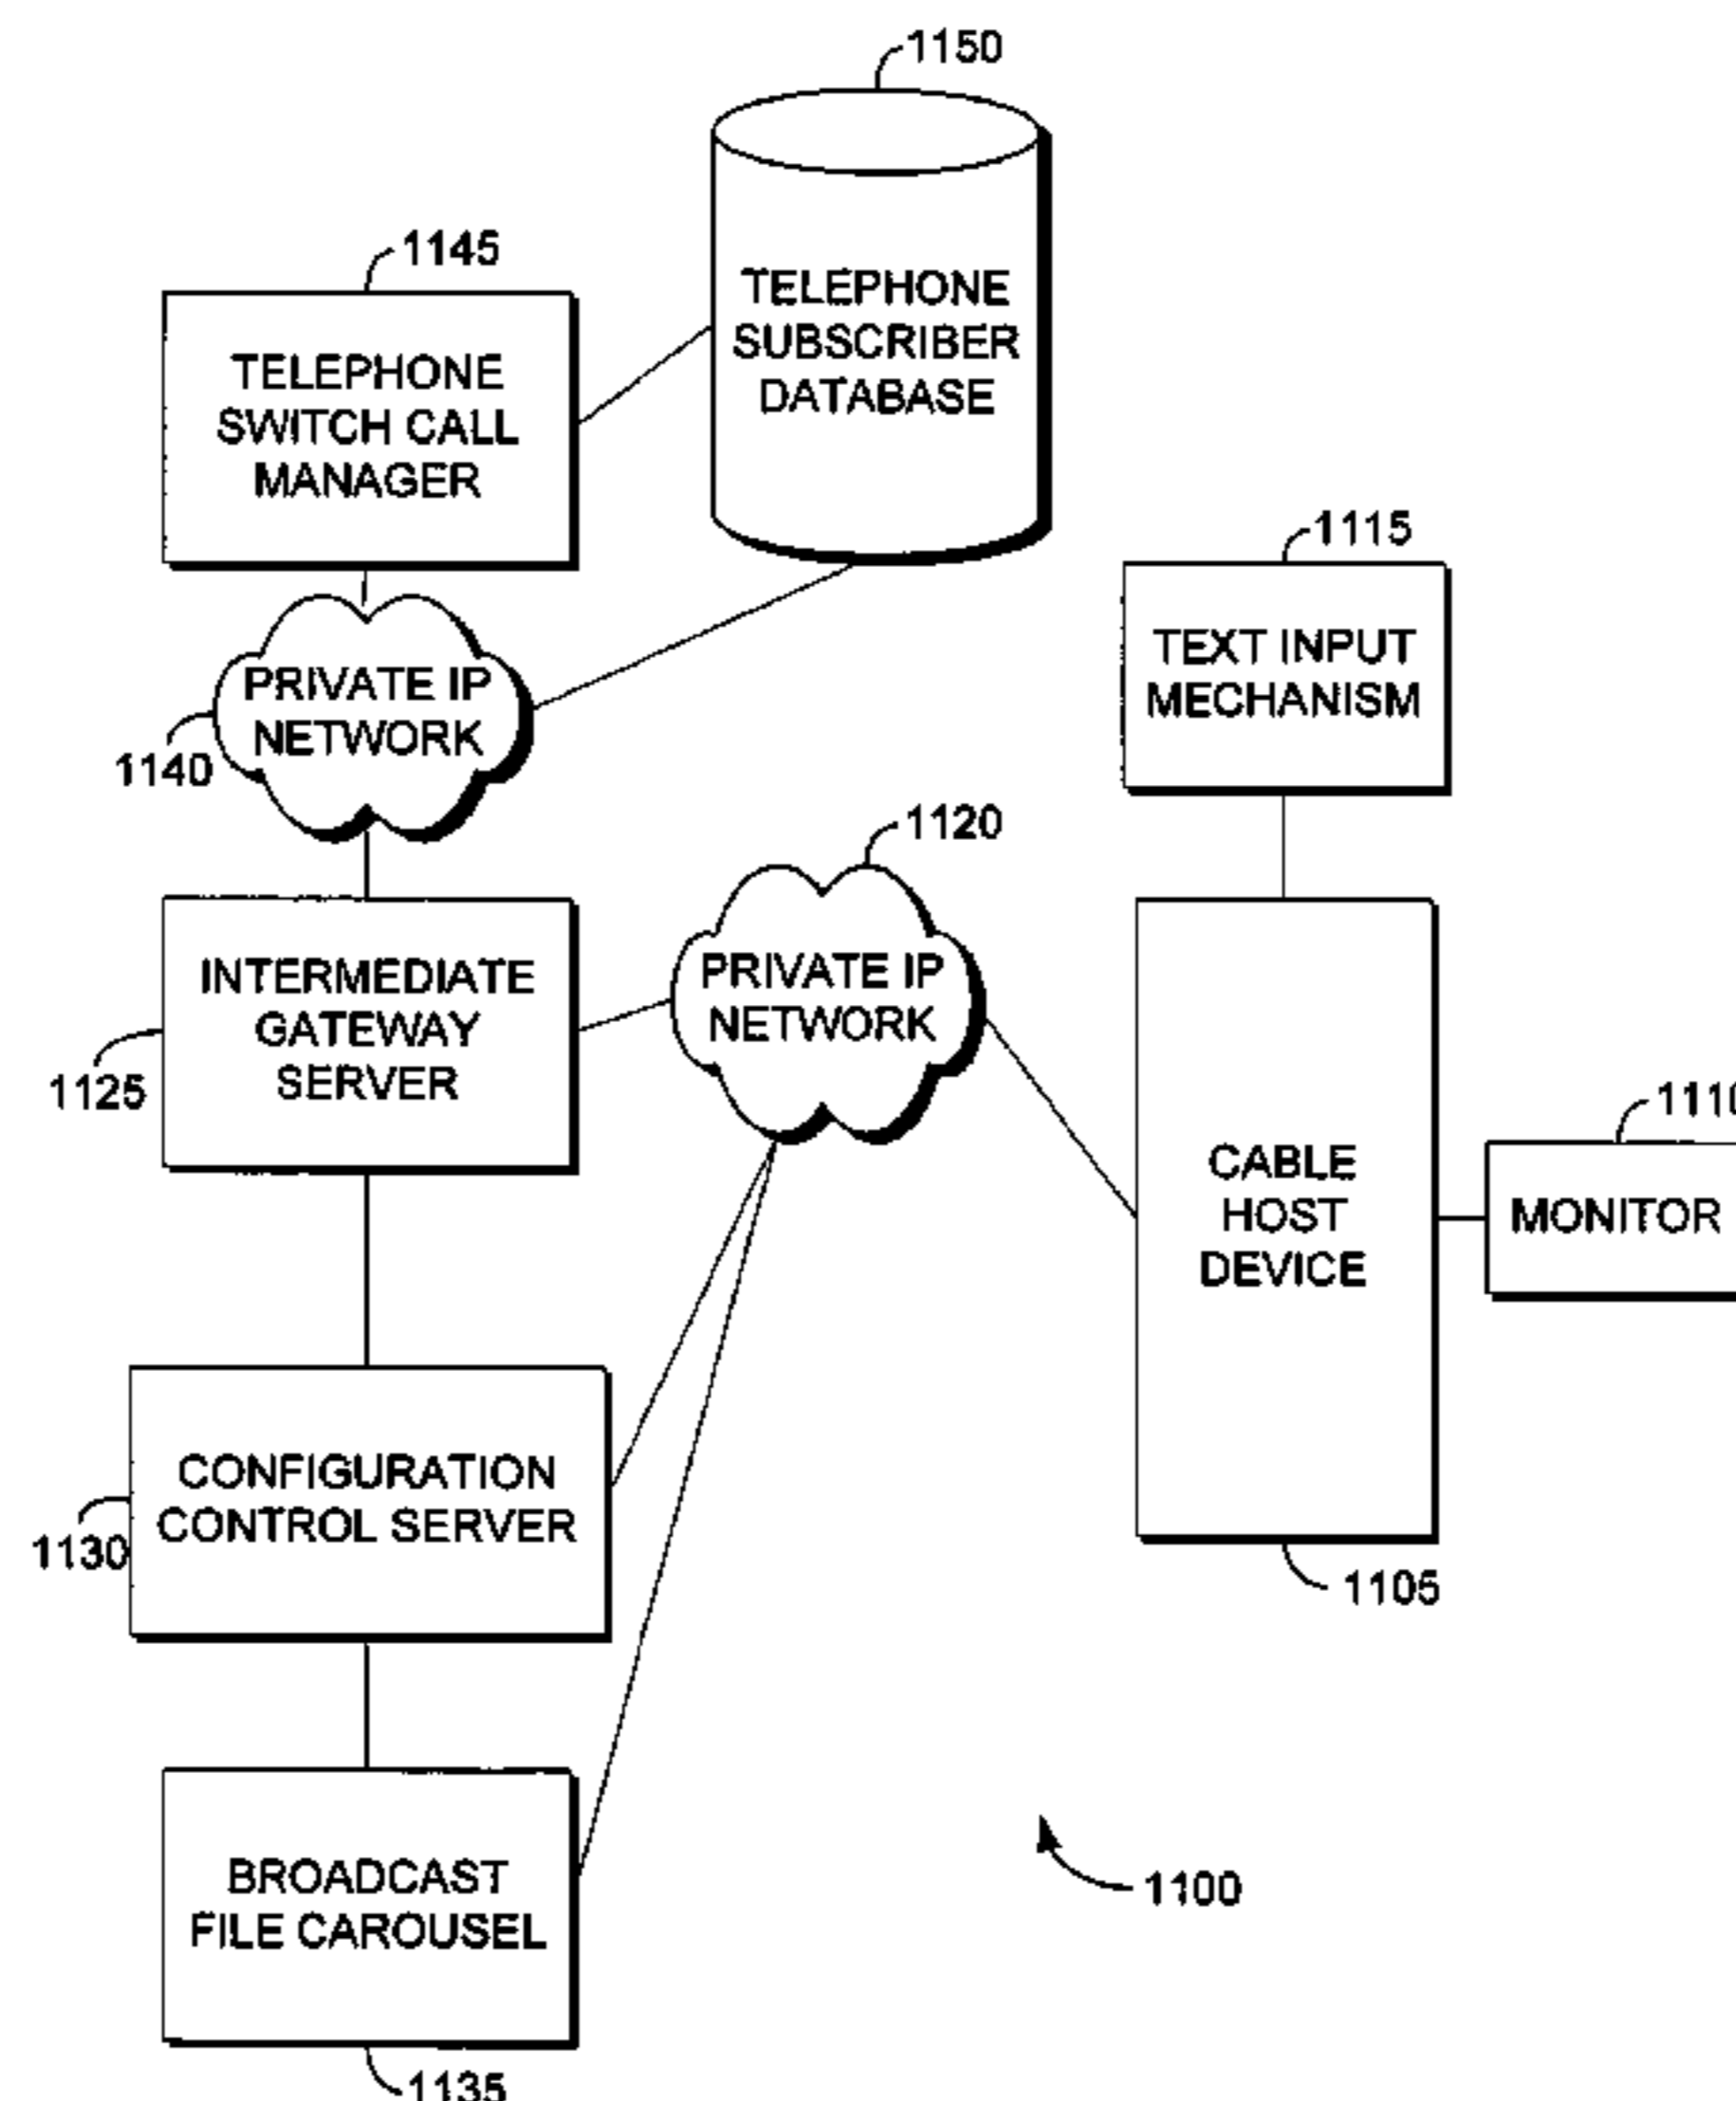 1150
1145
TELEPHONE
SUBSCRIBER
DATABASE
TELEPHONE
SWITCH CALL
MANAGER
1115
TEXT INPUT
MECHANISM
PRIVATE IP
NETWORK
1140
1120
PRIVATE IP
NETWORK
INTERMEDIATE
GATEWAY
SERVER
1125
1110
CABLE
HOST
DEVICE
MONITOR
CONFIGURATION
CONTROL SERVER
1130
1105
BROADCAST
FILE CAROUSEL
1100
1135